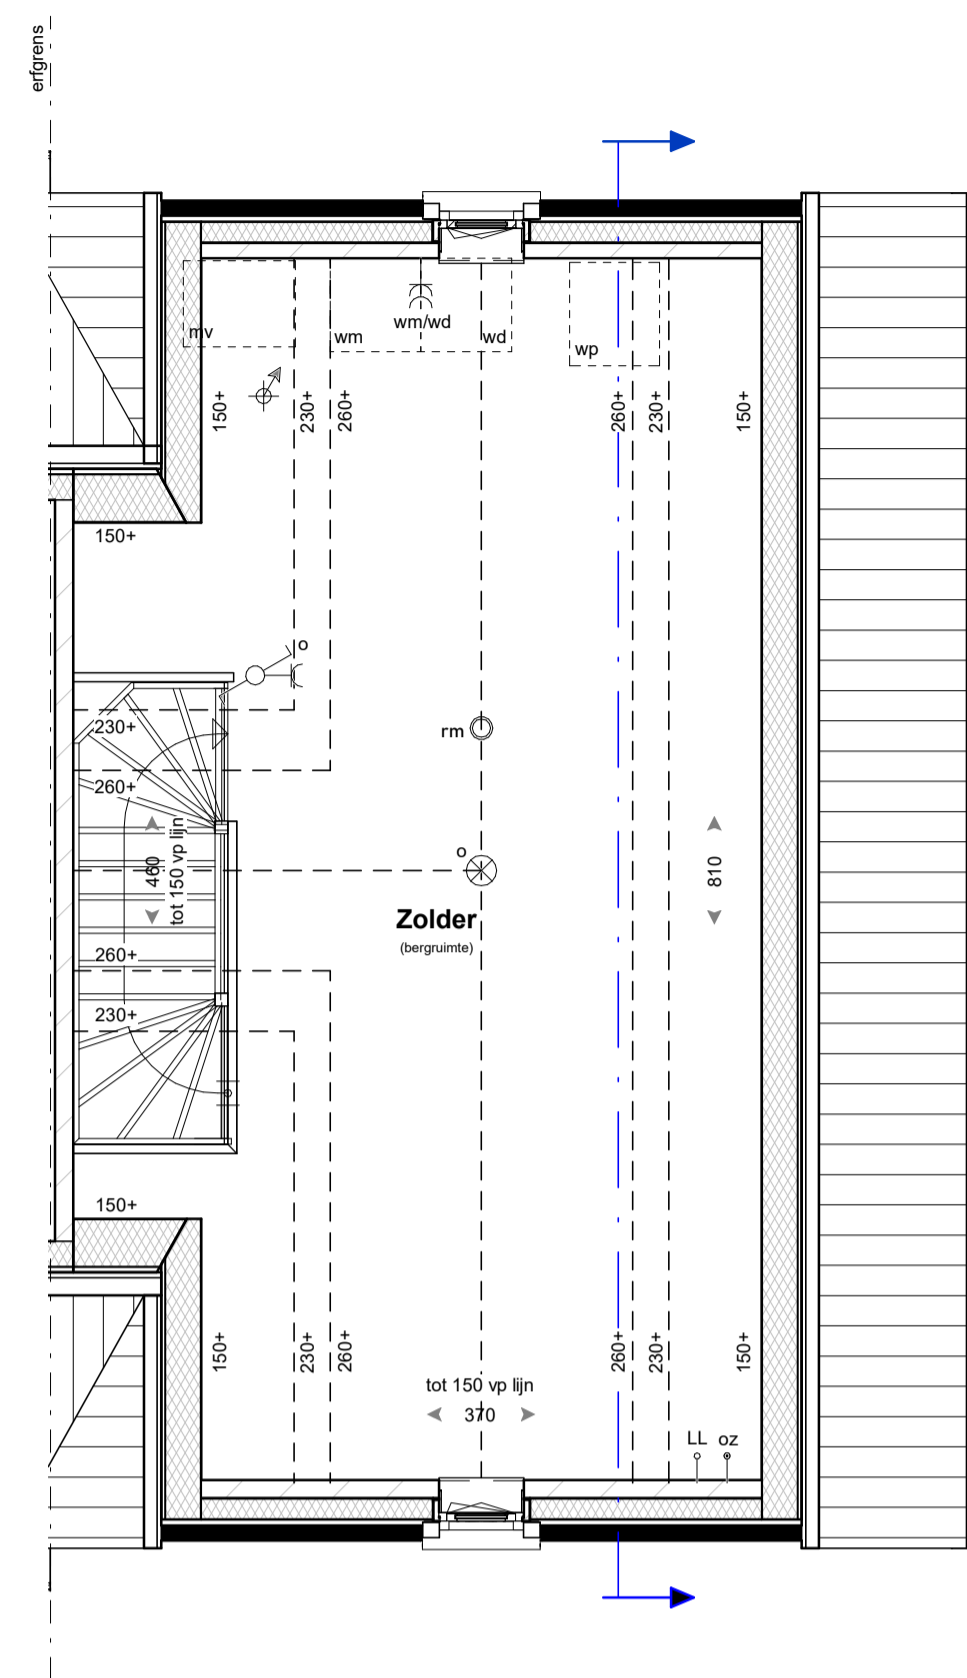 erfgrens
mv
wm
wm/wd
wd
wp
150+
230+
260+
260+
230+
150+
150+
o
230+
rm
260+
460
tot 150 vp lijn
o
810
Zolder
(bergruimte)
260+
230+
150+
150+
230+
260+
260+
230+
150+
tot 150 vp lijn
370
LL
oz